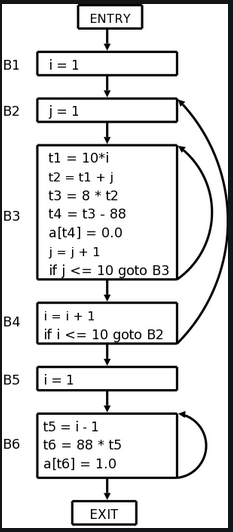 ENTRY
B1
i = 1
B2
j = 1
B3
t1 = 10*i
t2 = t1 + j
t3 = 8 * t2
t4 = t3 - 88
a[t4] = 0.0
j = j + 1
if j <= 10 goto B3
B4
i = i + 1
if i <= 10 goto B2
B5
i = 1
B6
t5 = i - 1
t6 = 88 * t5
a[t6] = 1.0
EXIT